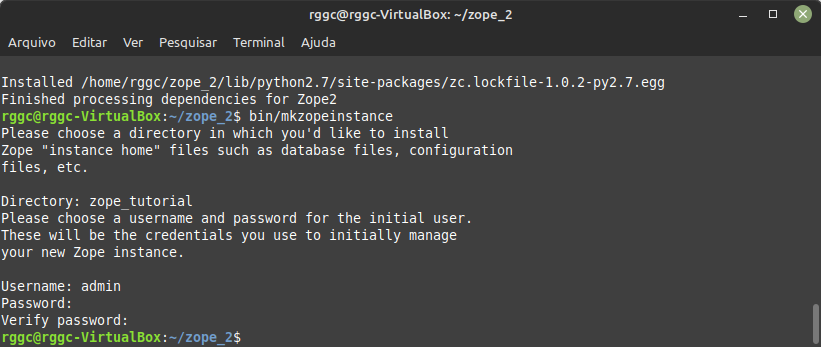 rggc@rggc-VirtualBox: ~/zope_2
Arquivo Editar Ver Pesquisar Terminal Ajuda
Installed /home/rggc/zope_2/lib/python2.7/site-packages/zc.lockfile-1.0.2-py2.7.egg
Finished processing dependencies for Zope2
rggc@rggc-VirtualBox:~/zope_2$ bin/mkzopeinstance
Please choose a directory in which you'd like to install
Zope "instance home" files such as database files, configuration
files, etc.
Directory: zope_tutorial
Please choose a username and password for the initial user.
These will be the credentials you use to initially manage
your new Zope instance.
Username: admin
Password:
Verify password:
rggc@rggc-VirtualBox:~/zope_2$